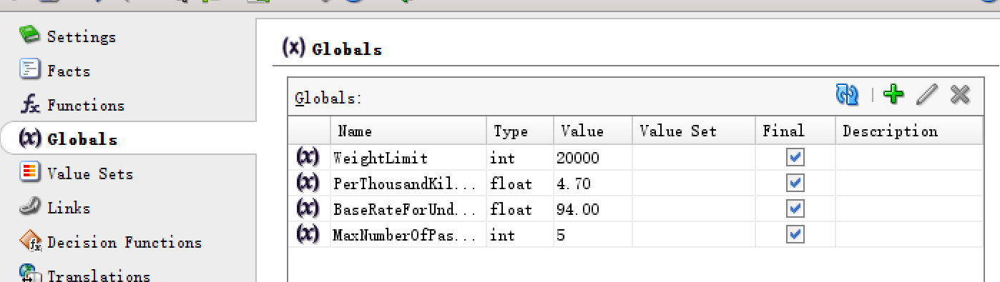 Settings
Facts
Functions
Globals
Value Sets
Links
Decision Functions
Translations
(x) Globals
Globals:
Name Type Value Value Set Final Description
(x) WeightLimit int 20000
(x) PerThousandKil... float 4.70
(x) BaseRateForUnd... float 94.00
(x) MaxNumberOfPas... int 5